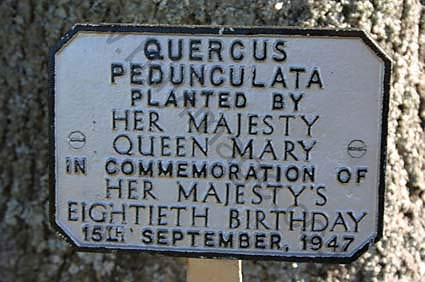 QUERCUS
PEDUNCULATA
PLANTED BY
HER MAJESTY
QUEEN MARY
IN COMMEMORATION OF
HER MAJESTY'S
EIGHTIETH BIRTHDAY
15TH SEPTEMBER, 1947